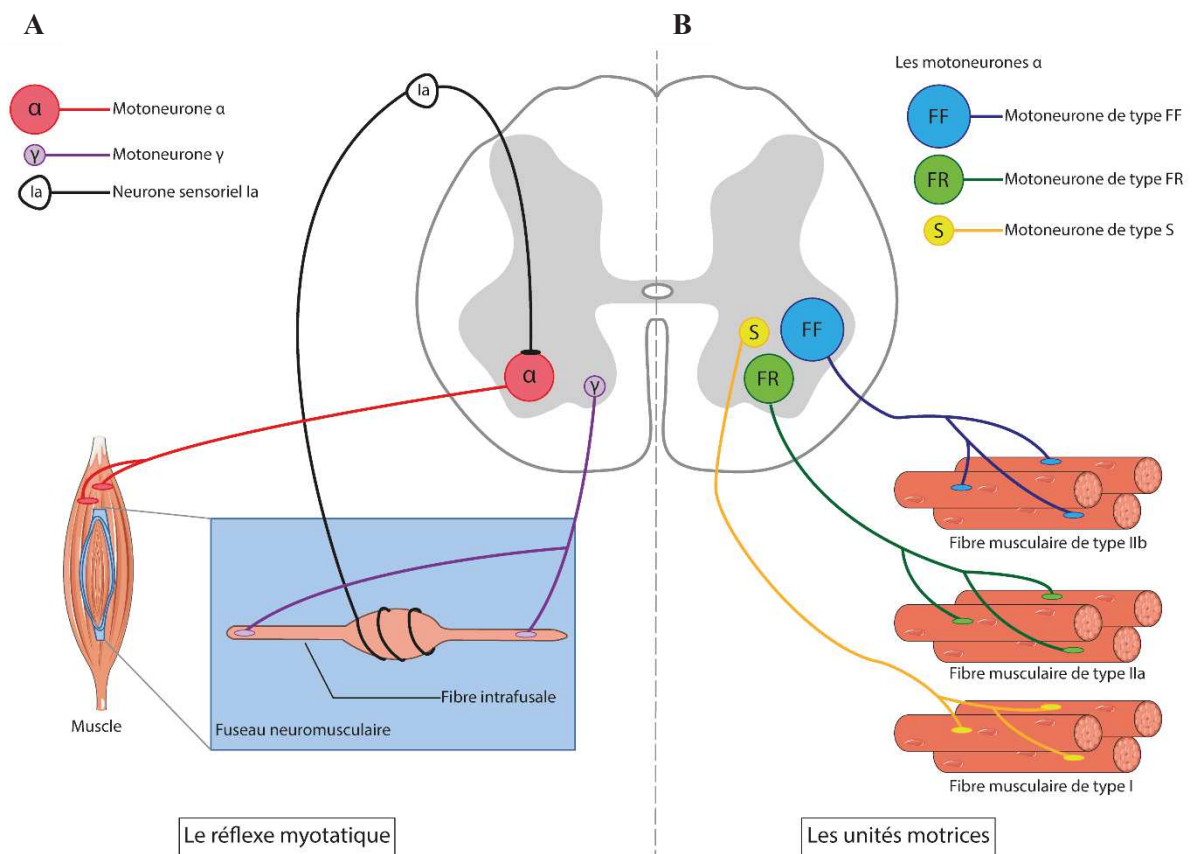 A
B
α
Motoneurone α
γ
Motoneurone γ
Ia
Neurone sensoriel Ia
Ia
α
γ
Muscle
Fibre intrafusale
Fuseau neuromusculaire
Le réflexe myotatique
Les motoneurones α
FF
Motoneurone de type FF
FR
Motoneurone de type FR
S
Motoneurone de type S
S
FF
FR
Fibre musculaire de type IIb
Fibre musculaire de type IIa
Fibre musculaire de type I
Les unités motrices